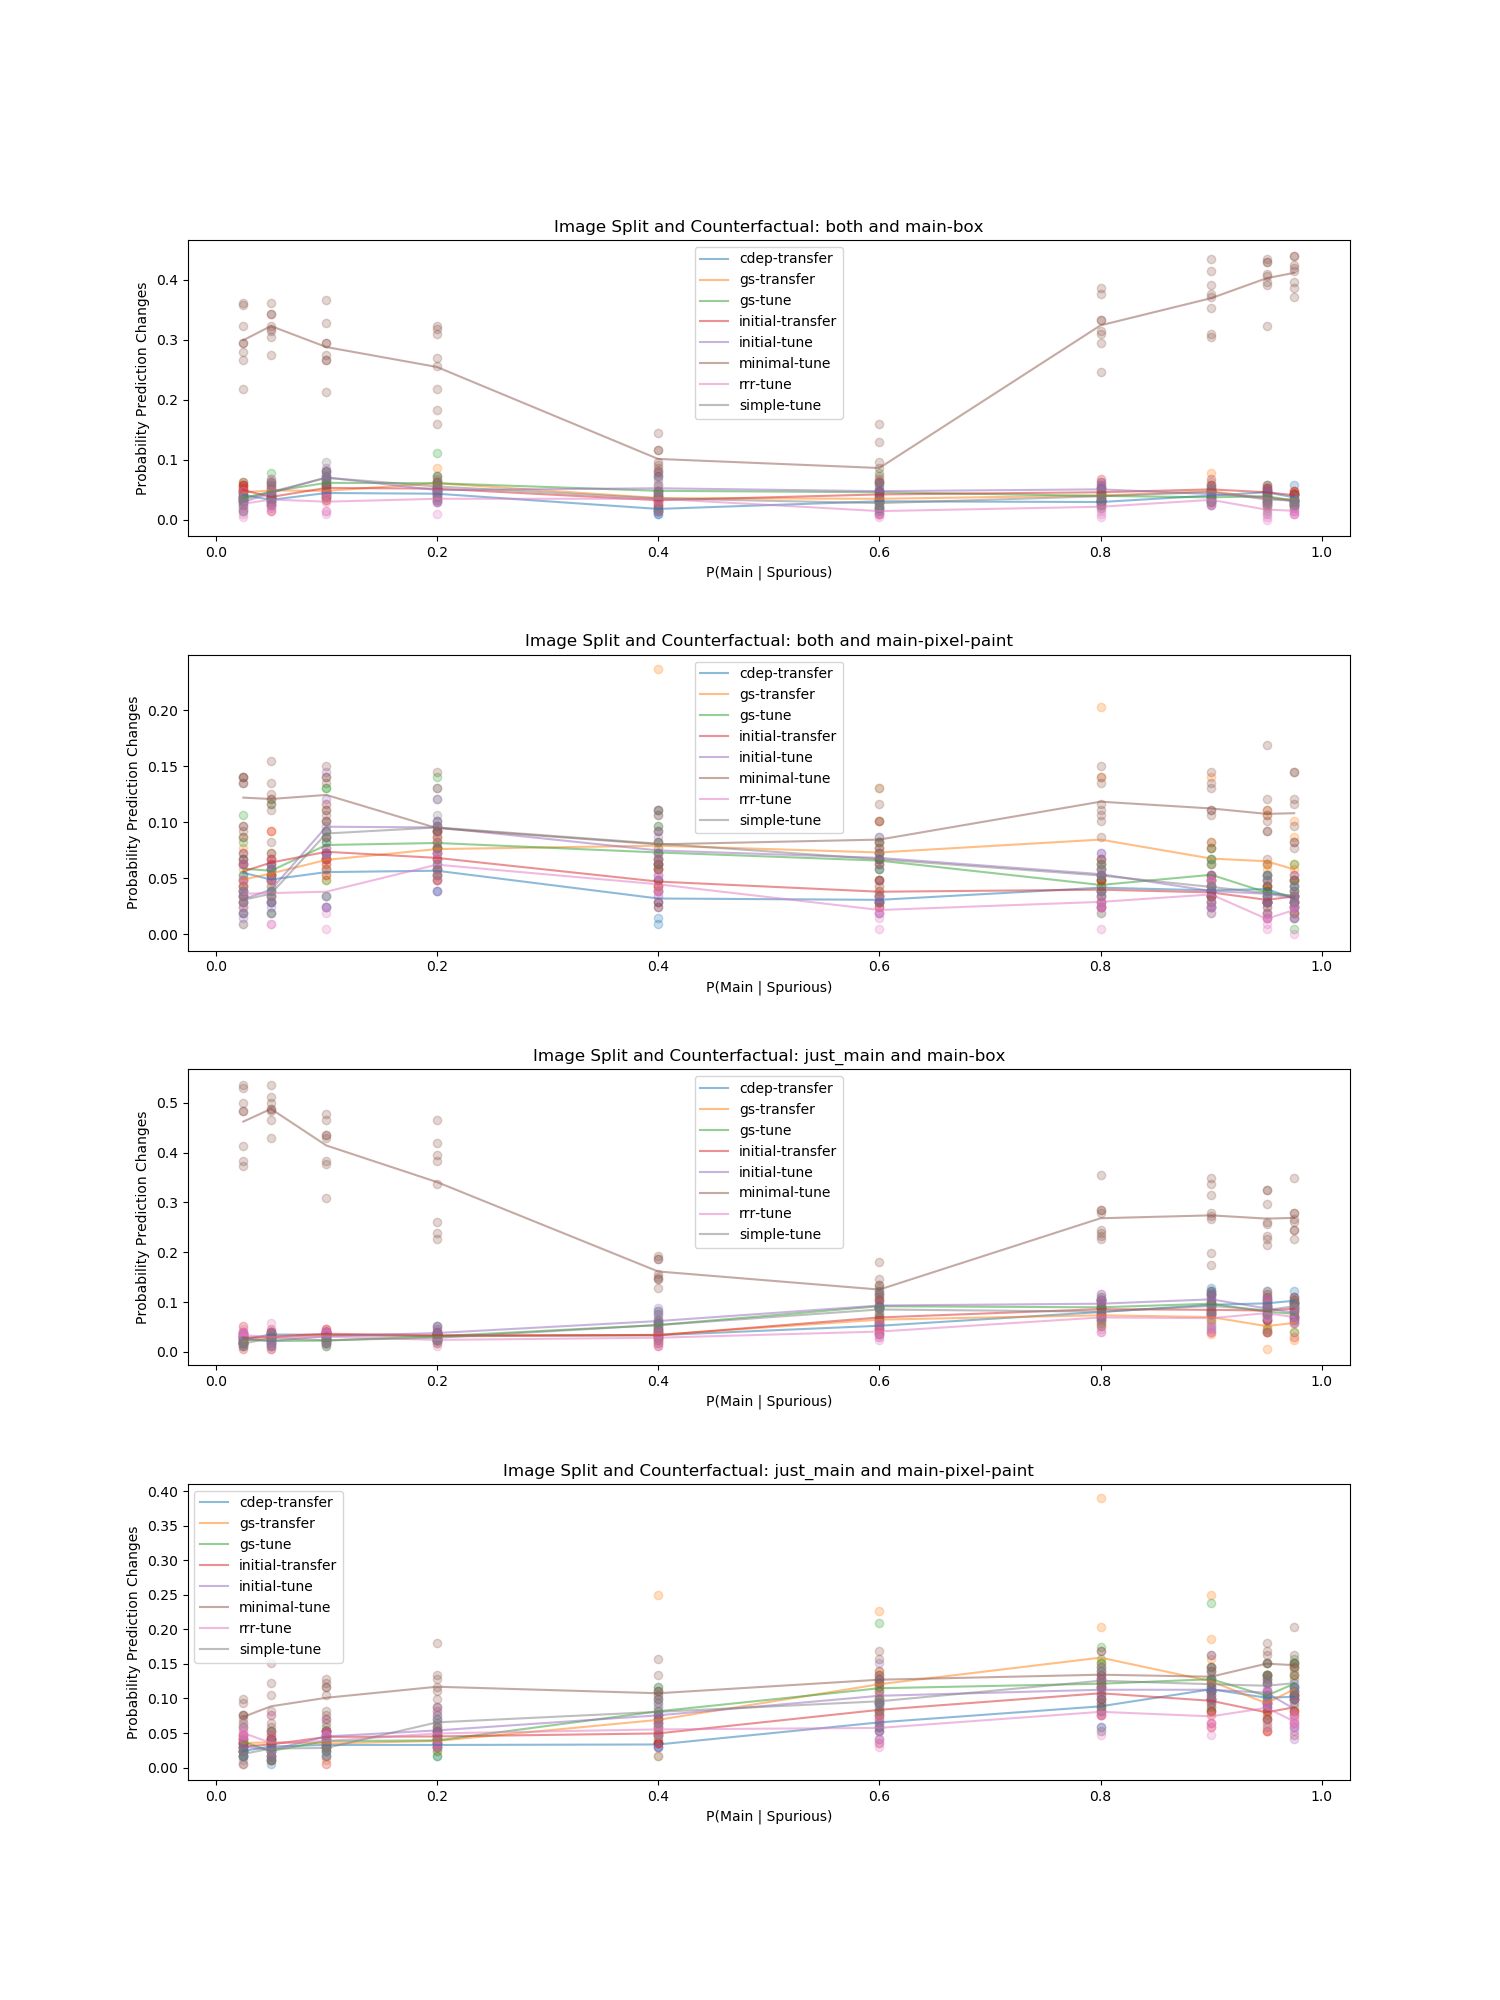 Image Split and Counterfactual: both and main-box
Probability Prediction Changes
0.4
0.3
0.2
0.1
0.0
cdep-transfer
gs-transfer
gs-tune
initial-transfer
initial-tune
minimal-tune
rrr-tune
simple-tune
0.0 0.2 0.4 0.6 0.8 1.0
P(Main | Spurious)
Image Split and Counterfactual: both and main-pixel-paint
Probability Prediction Changes
0.20
0.15
0.10
0.05
0.00
cdep-transfer
gs-transfer
gs-tune
initial-transfer
initial-tune
minimal-tune
rrr-tune
simple-tune
0.0 0.2 0.4 0.6 0.8 1.0
P(Main | Spurious)
Image Split and Counterfactual: just_main and main-box
Probability Prediction Changes
0.5
0.4
0.3
0.2
0.1
0.0
cdep-transfer
gs-transfer
gs-tune
initial-transfer
initial-tune
minimal-tune
rrr-tune
simple-tune
0.0 0.2 0.4 0.6 0.8 1.0
P(Main | Spurious)
Image Split and Counterfactual: just_main and main-pixel-paint
Probability Prediction Changes
0.40
0.35
0.30
0.25
0.20
0.15
0.10
0.05
0.00
cdep-transfer
gs-transfer
gs-tune
initial-transfer
initial-tune
minimal-tune
rrr-tune
simple-tune
0.0 0.2 0.4 0.6 0.8 1.0
P(Main | Spurious)